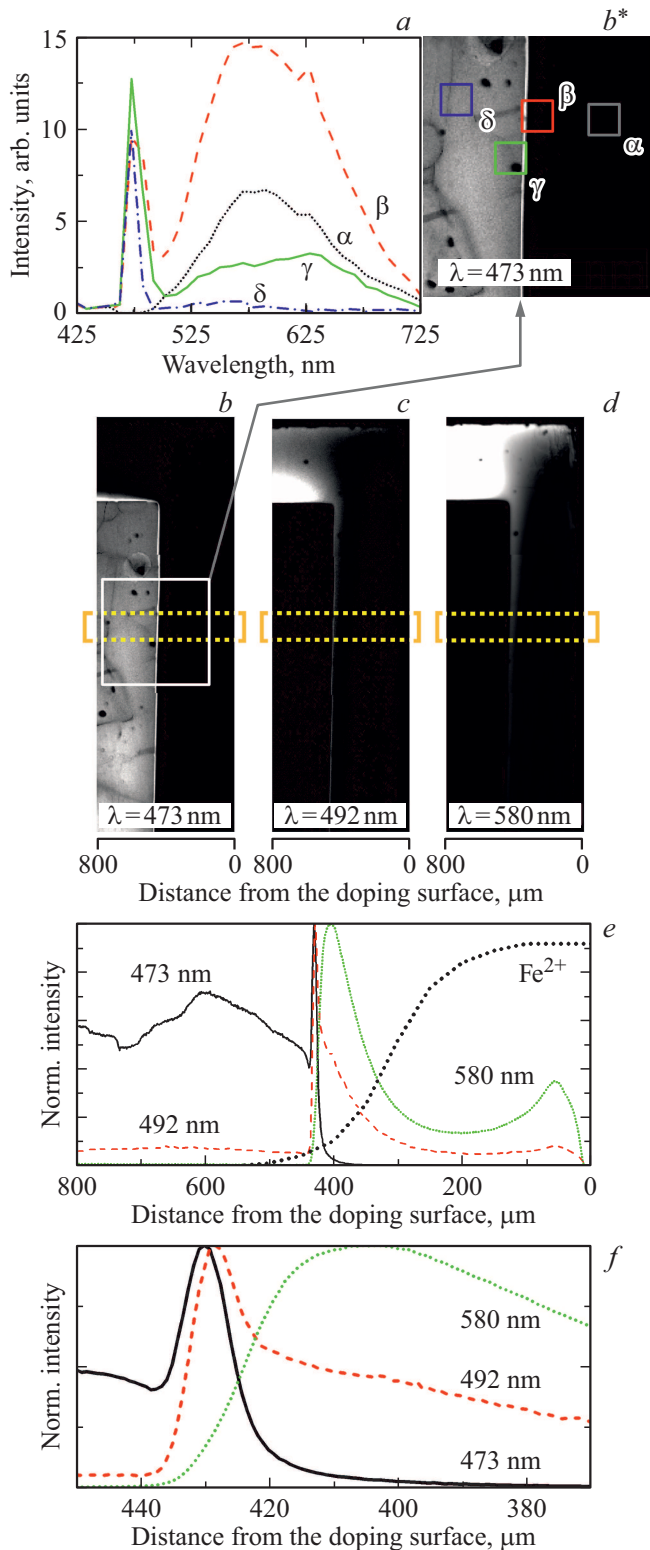 a
b*
15
10
5
0
Intensity, arb. units
β
α
γ
δ
425
525
625
725
Wavelength, nm
δ
β
α
γ
λ = 473 nm
b
c
d
λ = 473 nm
λ = 492 nm
λ = 580 nm
800
0
800
0
800
0
Distance from the doping surface, μm
e
473 nm
Fe²⁺
580 nm
492 nm
Norm. intensity
800
600
400
200
0
Distance from the doping surface, μm
f
580 nm
492 nm
473 nm
Norm. intensity
440
420
400
380
Distance from the doping surface, μm